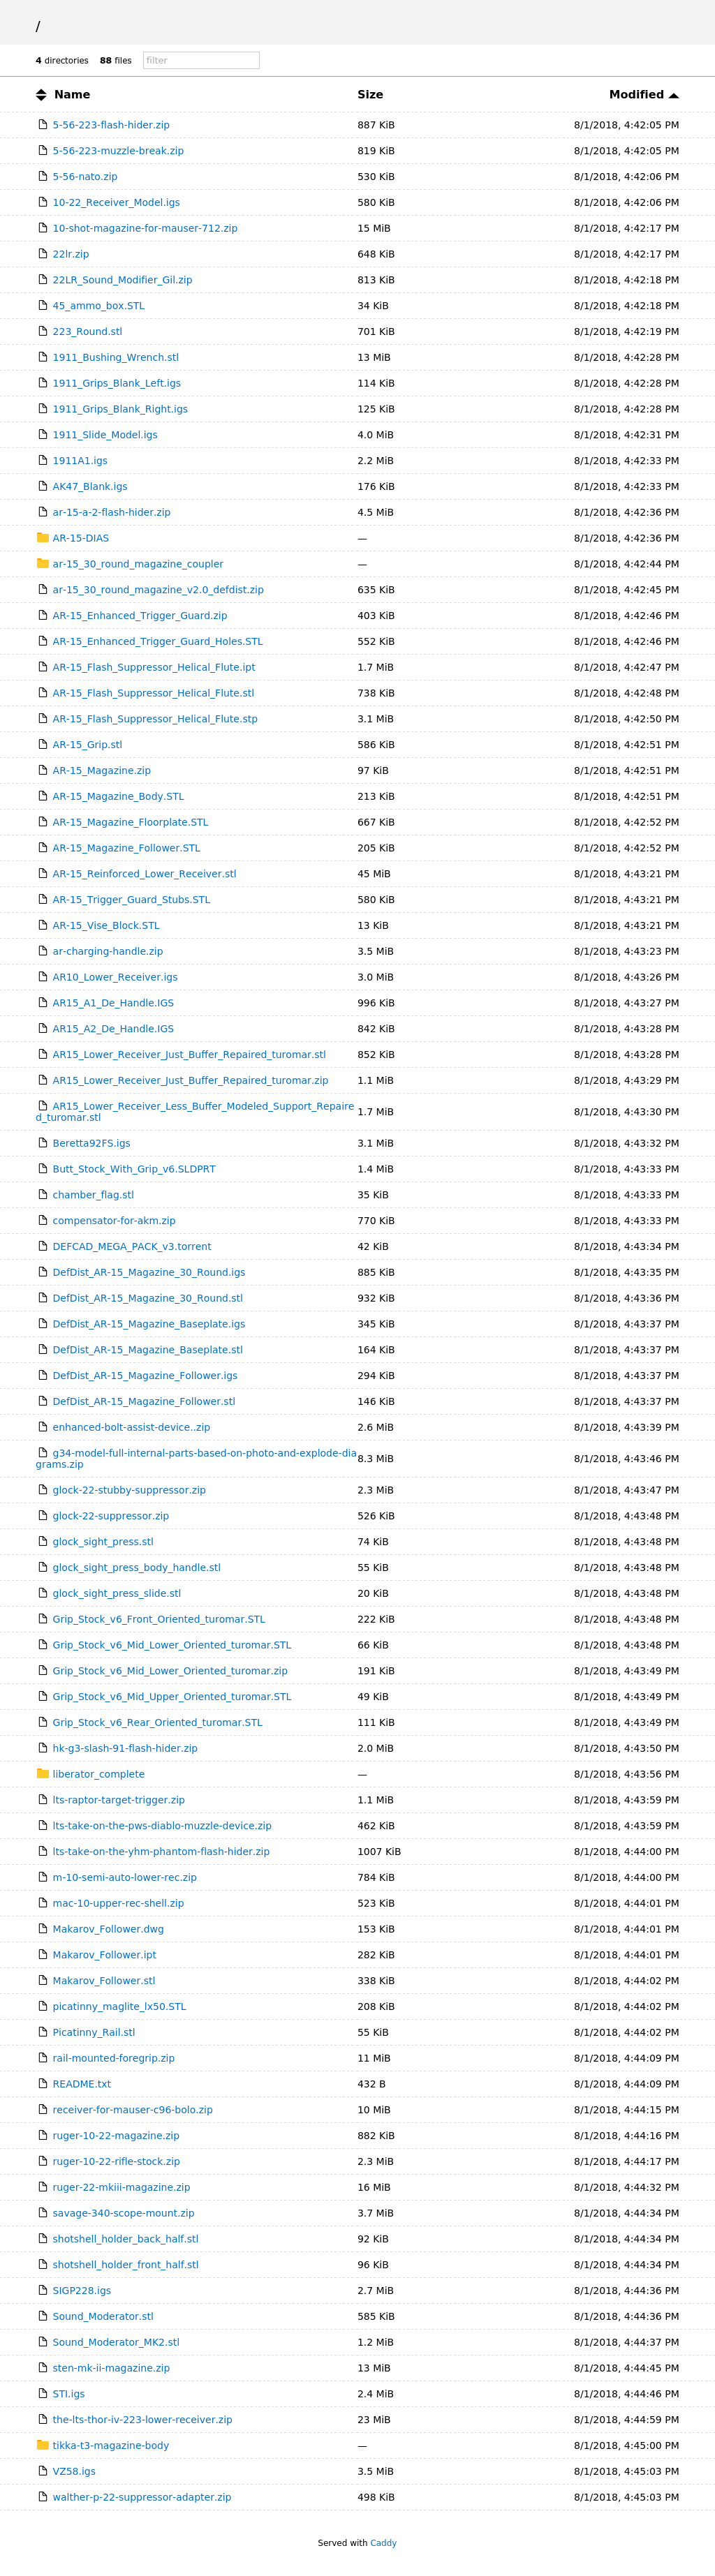 /
4 directories 88 files filter
Name Size Modified
5-56-223-flash-hider.zip 887 KiB 8/1/2018, 4:42:05 PM
5-56-223-muzzle-break.zip 819 KiB 8/1/2018, 4:42:05 PM
5-56-nato.zip 530 KiB 8/1/2018, 4:42:06 PM
10-22_Receiver_Model.igs 580 KiB 8/1/2018, 4:42:06 PM
10-shot-magazine-for-mauser-712.zip 15 MiB 8/1/2018, 4:42:17 PM
22lr.zip 648 KiB 8/1/2018, 4:42:17 PM
22LR_Sound_Modifier_Gil.zip 813 KiB 8/1/2018, 4:42:18 PM
45_ammo_box.STL 34 KiB 8/1/2018, 4:42:18 PM
223_Round.stl 701 KiB 8/1/2018, 4:42:19 PM
1911_Bushing_Wrench.stl 13 MiB 8/1/2018, 4:42:28 PM
1911_Grips_Blank_Left.igs 114 KiB 8/1/2018, 4:42:28 PM
1911_Grips_Blank_Right.igs 125 KiB 8/1/2018, 4:42:28 PM
1911_Slide_Model.igs 4.0 MiB 8/1/2018, 4:42:31 PM
1911A1.igs 2.2 MiB 8/1/2018, 4:42:33 PM
AK47_Blank.igs 176 KiB 8/1/2018, 4:42:33 PM
ar-15-a-2-flash-hider.zip 4.5 MiB 8/1/2018, 4:42:36 PM
AR-15-DIAS — 8/1/2018, 4:42:36 PM
ar-15_30_round_magazine_coupler — 8/1/2018, 4:42:44 PM
ar-15_30_round_magazine_v2.0_defdist.zip 635 KiB 8/1/2018, 4:42:45 PM
AR-15_Enhanced_Trigger_Guard.zip 403 KiB 8/1/2018, 4:42:46 PM
AR-15_Enhanced_Trigger_Guard_Holes.STL 552 KiB 8/1/2018, 4:42:46 PM
AR-15_Flash_Suppressor_Helical_Flute.ipt 1.7 MiB 8/1/2018, 4:42:47 PM
AR-15_Flash_Suppressor_Helical_Flute.stl 738 KiB 8/1/2018, 4:42:48 PM
AR-15_Flash_Suppressor_Helical_Flute.stp 3.1 MiB 8/1/2018, 4:42:50 PM
AR-15_Grip.stl 586 KiB 8/1/2018, 4:42:51 PM
AR-15_Magazine.zip 97 KiB 8/1/2018, 4:42:51 PM
AR-15_Magazine_Body.STL 213 KiB 8/1/2018, 4:42:51 PM
AR-15_Magazine_Floorplate.STL 667 KiB 8/1/2018, 4:42:52 PM
AR-15_Magazine_Follower.STL 205 KiB 8/1/2018, 4:42:52 PM
AR-15_Reinforced_Lower_Receiver.stl 45 MiB 8/1/2018, 4:43:21 PM
AR-15_Trigger_Guard_Stubs.STL 580 KiB 8/1/2018, 4:43:21 PM
AR-15_Vise_Block.STL 13 KiB 8/1/2018, 4:43:21 PM
ar-charging-handle.zip 3.5 MiB 8/1/2018, 4:43:23 PM
AR10_Lower_Receiver.igs 3.0 MiB 8/1/2018, 4:43:26 PM
AR15_A1_De_Handle.IGS 996 KiB 8/1/2018, 4:43:27 PM
AR15_A2_De_Handle.IGS 842 KiB 8/1/2018, 4:43:28 PM
AR15_Lower_Receiver_Just_Buffer_Repaired_turomar.stl 852 KiB 8/1/2018, 4:43:28 PM
AR15_Lower_Receiver_Just_Buffer_Repaired_turomar.zip 1.1 MiB 8/1/2018, 4:43:29 PM
AR15_Lower_Receiver_Less_Buffer_Modeled_Support_Repaire
d_turomar.stl 1.7 MiB 8/1/2018, 4:43:30 PM
Beretta92FS.igs 3.1 MiB 8/1/2018, 4:43:32 PM
Butt_Stock_With_Grip_v6.SLDPRT 1.4 MiB 8/1/2018, 4:43:33 PM
chamber_flag.stl 35 KiB 8/1/2018, 4:43:33 PM
compensator-for-akm.zip 770 KiB 8/1/2018, 4:43:33 PM
DEFCAD_MEGA_PACK_v3.torrent 42 KiB 8/1/2018, 4:43:34 PM
DefDist_AR-15_Magazine_30_Round.igs 885 KiB 8/1/2018, 4:43:35 PM
DefDist_AR-15_Magazine_30_Round.stl 932 KiB 8/1/2018, 4:43:36 PM
DefDist_AR-15_Magazine_Baseplate.igs 345 KiB 8/1/2018, 4:43:37 PM
DefDist_AR-15_Magazine_Baseplate.stl 164 KiB 8/1/2018, 4:43:37 PM
DefDist_AR-15_Magazine_Follower.igs 294 KiB 8/1/2018, 4:43:37 PM
DefDist_AR-15_Magazine_Follower.stl 146 KiB 8/1/2018, 4:43:37 PM
enhanced-bolt-assist-device..zip 2.6 MiB 8/1/2018, 4:43:39 PM
g34-model-full-internal-parts-based-on-photo-and-explode-dia
grams.zip 8.3 MiB 8/1/2018, 4:43:46 PM
glock-22-stubby-suppressor.zip 2.3 MiB 8/1/2018, 4:43:47 PM
glock-22-suppressor.zip 526 KiB 8/1/2018, 4:43:48 PM
glock_sight_press.stl 74 KiB 8/1/2018, 4:43:48 PM
glock_sight_press_body_handle.stl 55 KiB 8/1/2018, 4:43:48 PM
glock_sight_press_slide.stl 20 KiB 8/1/2018, 4:43:48 PM
Grip_Stock_v6_Front_Oriented_turomar.STL 222 KiB 8/1/2018, 4:43:48 PM
Grip_Stock_v6_Mid_Lower_Oriented_turomar.STL 66 KiB 8/1/2018, 4:43:48 PM
Grip_Stock_v6_Mid_Lower_Oriented_turomar.zip 191 KiB 8/1/2018, 4:43:49 PM
Grip_Stock_v6_Mid_Upper_Oriented_turomar.STL 49 KiB 8/1/2018, 4:43:49 PM
Grip_Stock_v6_Rear_Oriented_turomar.STL 111 KiB 8/1/2018, 4:43:49 PM
hk-g3-slash-91-flash-hider.zip 2.0 MiB 8/1/2018, 4:43:50 PM
liberator_complete — 8/1/2018, 4:43:56 PM
lts-raptor-target-trigger.zip 1.1 MiB 8/1/2018, 4:43:59 PM
lts-take-on-the-pws-diablo-muzzle-device.zip 462 KiB 8/1/2018, 4:43:59 PM
lts-take-on-the-yhm-phantom-flash-hider.zip 1007 KiB 8/1/2018, 4:44:00 PM
m-10-semi-auto-lower-rec.zip 784 KiB 8/1/2018, 4:44:00 PM
mac-10-upper-rec-shell.zip 523 KiB 8/1/2018, 4:44:01 PM
Makarov_Follower.dwg 153 KiB 8/1/2018, 4:44:01 PM
Makarov_Follower.ipt 282 KiB 8/1/2018, 4:44:01 PM
Makarov_Follower.stl 338 KiB 8/1/2018, 4:44:02 PM
picatinny_maglite_lx50.STL 208 KiB 8/1/2018, 4:44:02 PM
Picatinny_Rail.stl 55 KiB 8/1/2018, 4:44:02 PM
rail-mounted-foregrip.zip 11 MiB 8/1/2018, 4:44:09 PM
README.txt 432 B 8/1/2018, 4:44:09 PM
receiver-for-mauser-c96-bolo.zip 10 MiB 8/1/2018, 4:44:15 PM
ruger-10-22-magazine.zip 882 KiB 8/1/2018, 4:44:16 PM
ruger-10-22-rifle-stock.zip 2.3 MiB 8/1/2018, 4:44:17 PM
ruger-22-mkiii-magazine.zip 16 MiB 8/1/2018, 4:44:32 PM
savage-340-scope-mount.zip 3.7 MiB 8/1/2018, 4:44:34 PM
shotshell_holder_back_half.stl 92 KiB 8/1/2018, 4:44:34 PM
shotshell_holder_front_half.stl 96 KiB 8/1/2018, 4:44:34 PM
SIGP228.igs 2.7 MiB 8/1/2018, 4:44:36 PM
Sound_Moderator.stl 585 KiB 8/1/2018, 4:44:36 PM
Sound_Moderator_MK2.stl 1.2 MiB 8/1/2018, 4:44:37 PM
sten-mk-ii-magazine.zip 13 MiB 8/1/2018, 4:44:45 PM
STI.igs 2.4 MiB 8/1/2018, 4:44:46 PM
the-lts-thor-iv-223-lower-receiver.zip 23 MiB 8/1/2018, 4:44:59 PM
tikka-t3-magazine-body — 8/1/2018, 4:45:00 PM
VZ58.igs 3.5 MiB 8/1/2018, 4:45:03 PM
walther-p-22-suppressor-adapter.zip 498 KiB 8/1/2018, 4:45:03 PM
Served with Caddy